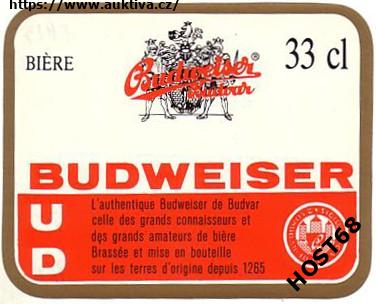 https://www.auktiva.cz/
BIÈRE
33 cl
Budweiser ®
Budvar
BUDWEISER
U
D
L'authentique Budweiser de Budvar
celle des grands connaisseurs et
des grands amateurs de bière
Brassée et mise en bouteille
sur les terres d'origine depuis 1265
HOST68